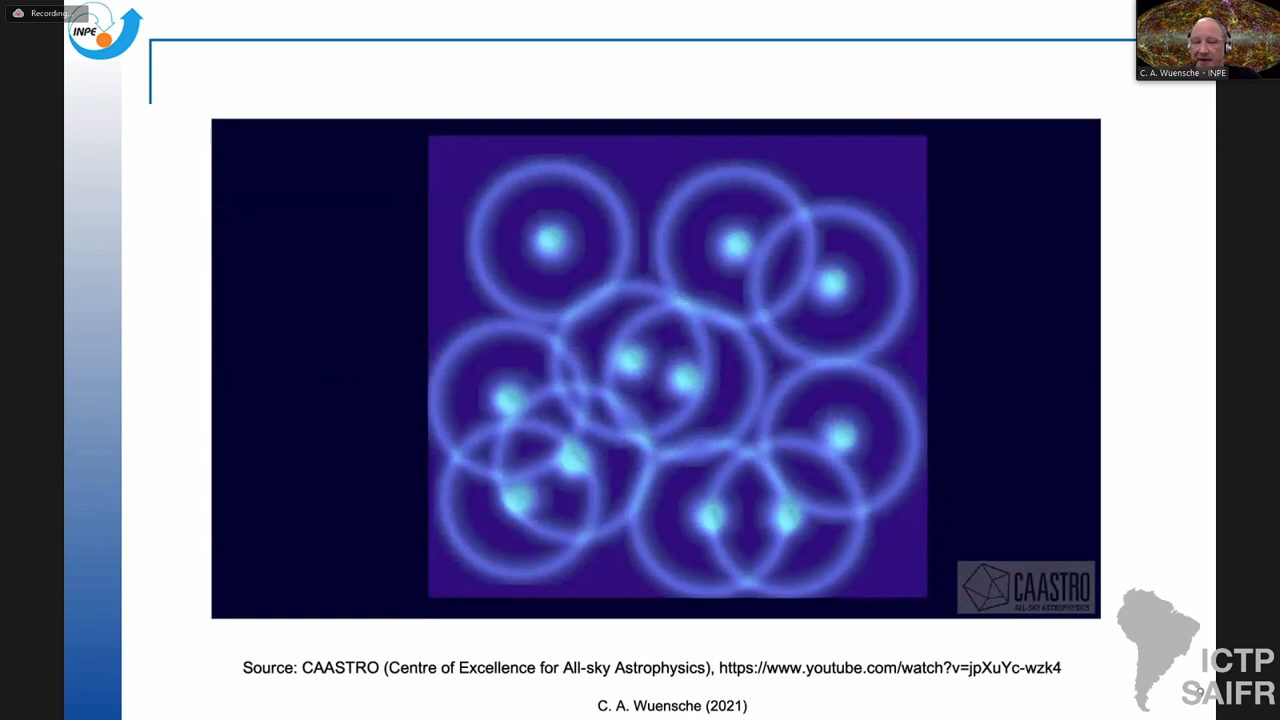 Recording...
INPE
C. A. Wuensche - INPE
CAASTRO
ALL-SKY ASTROPHYSICS
Source: CAASTRO (Centre of Excellence for All-sky Astrophysics), https://www.youtube.com/watch?v=jpXuYc-wzk4
C. A. Wuensche (2021)
ICTP
SAIFR